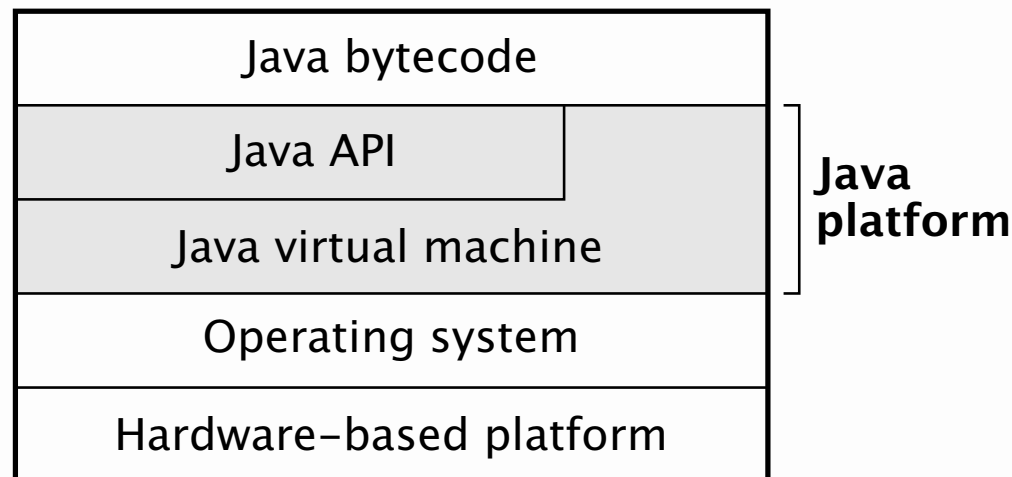 Java bytecode
Java API
Java virtual machine
Java
platform
Operating system
Hardware–based platform